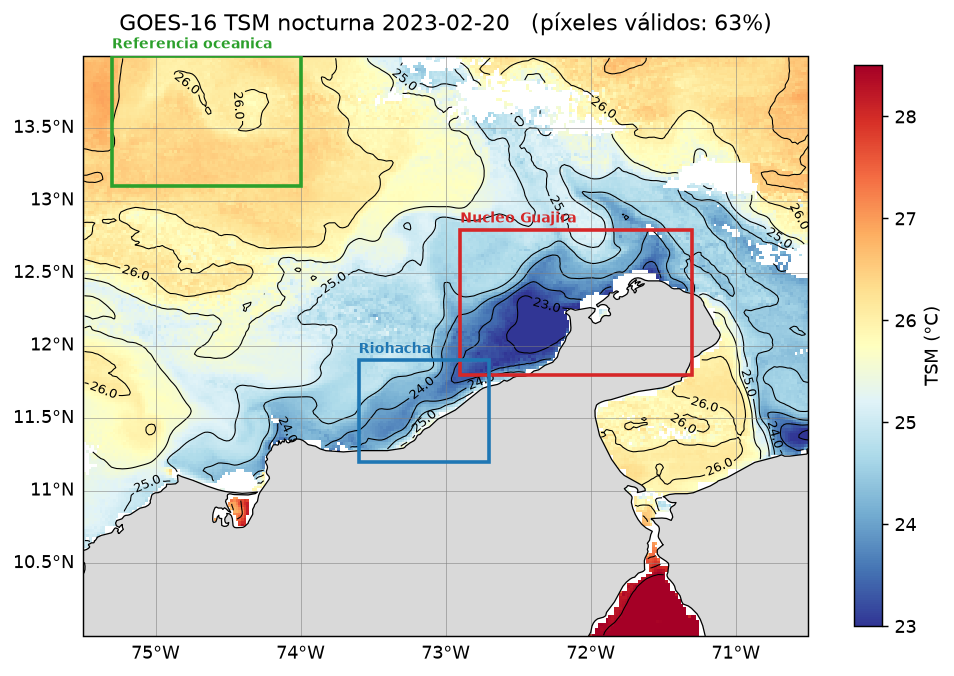 GOES-16 TSM nocturna 2023-02-20   (píxeles válidos: 63%)
Referencia oceanica
26.0
26.0
25.0
26.0
13.5°N
13°N
12.5°N
12°N
11.5°N
11°N
10.5°N
Nucleo Guajira
25.0
26.0
25.0
26.0
25.0
23.0
Riohacha
24.0
24.0
25.0
26.0
25.0
26.0
26.0
24.0
24.0
26.0
25.0
75°W
74°W
73°W
72°W
71°W
28
27
26
25
24
23
TSM (°C)